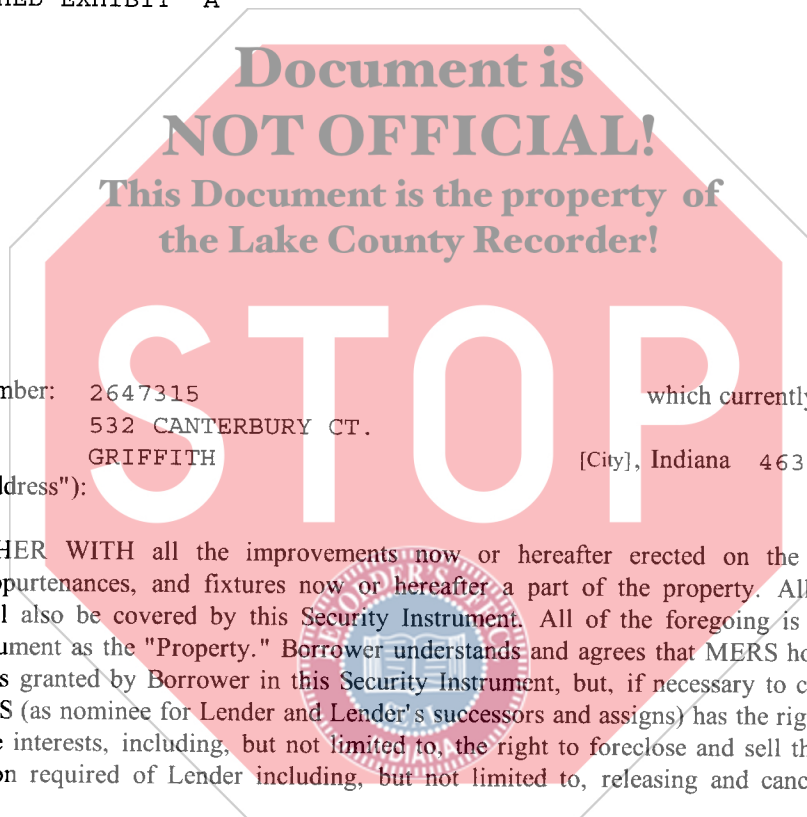 HED EXHIBIT "A"
Document is
NOT OFFICIAL!
This Document is the property of
the Lake County Recorder!
STOP
mber: 2647315 which currently
532 CANTERBURY CT.
GRIFFITH [City], Indiana 463
ddress"):
HER WITH all the improvements now or hereafter erected on the
ppurtenances, and fixtures now or hereafter a part of the property. All
l also be covered by this Security Instrument. All of the foregoing is
ument as the "Property." Borrower understands and agrees that MERS ho
s granted by Borrower in this Security Instrument, but, if necessary to c
S (as nominee for Lender and Lender's successors and assigns) has the rig
e interests, including, but not limited to, the right to foreclose and sell th
on required of Lender including, but not limited to, releasing and canc
INDIANA